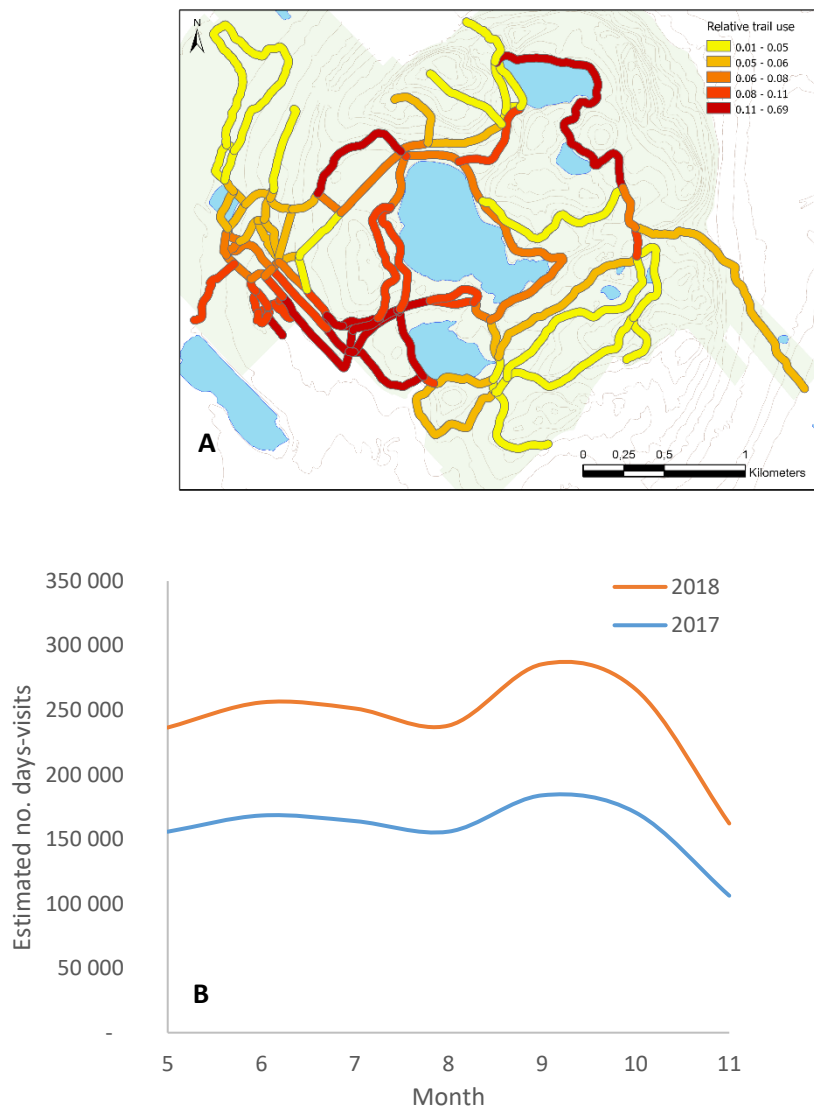 N
Relative trail use
0.01 - 0.05
0.05 - 0.06
0.06 - 0.08
0.08 - 0.11
0.11 - 0.69
A
0 0,25 0,5 1
Kilometers
350 000
300 000
250 000
200 000
150 000
100 000
50 000
-
Estimated no. days-visits
2018
2017
B
5 6 7 8 9 10 11
Month